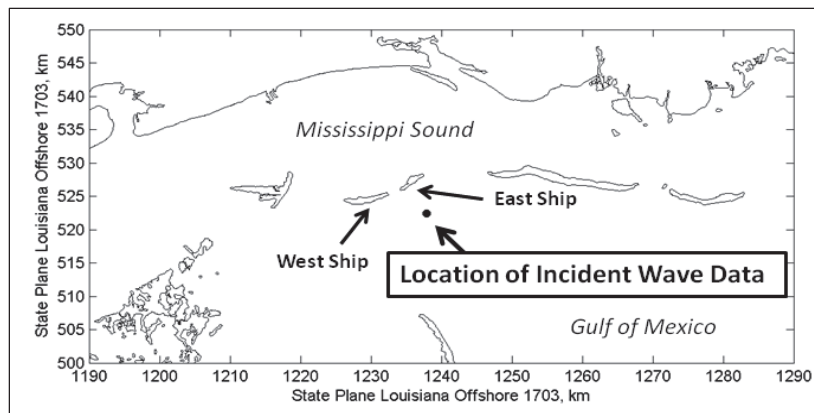 State Plane Louisiana Offshore 1703, km
550
545
540
535
530
525
520
515
510
505
500
Mississippi Sound
East Ship
West Ship
Location of Incident Wave Data
Gulf of Mexico
1190 1200 1210 1220 1230 1240 1250 1260 1270 1280 1290
State Plane Louisiana Offshore 1703, km